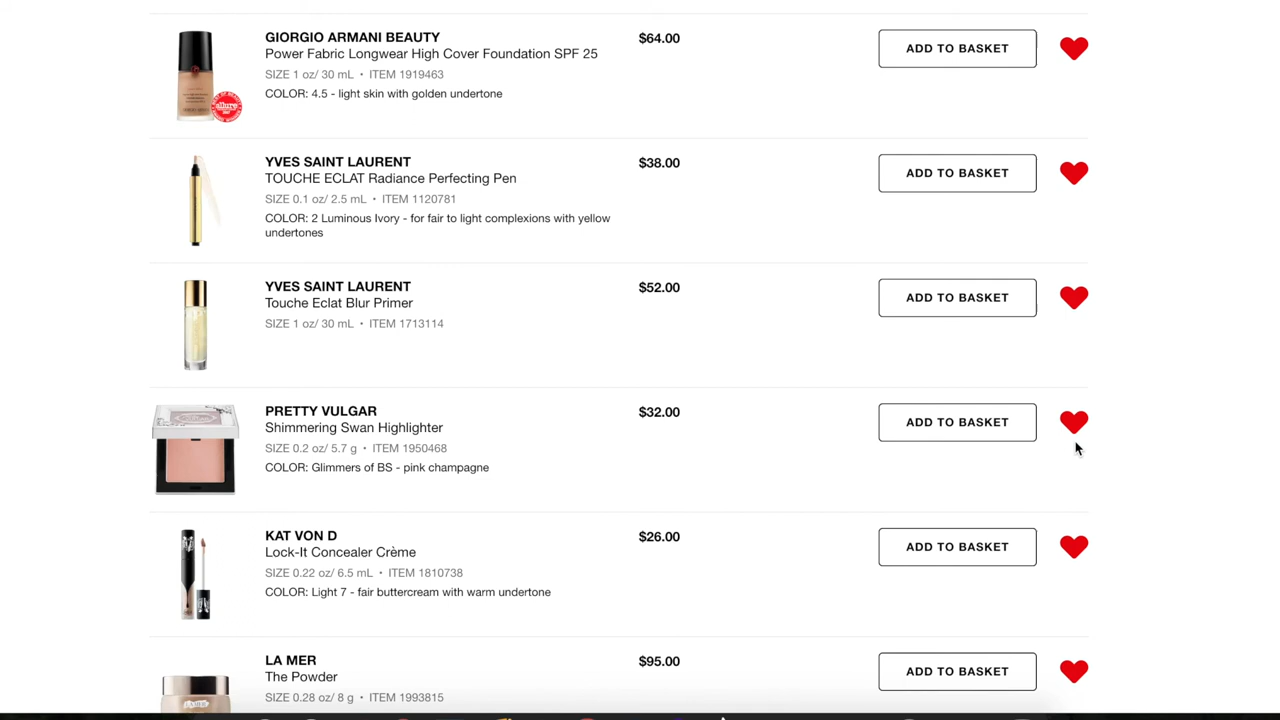 GIORGIO ARMANI BEAUTY
Power Fabric Longwear High Cover Foundation SPF 25
SIZE 1 oz/ 30 mL • ITEM 1919463
COLOR: 4.5 - light skin with golden undertone
$64.00
ADD TO BASKET
allure
YVES SAINT LAURENT
TOUCHE ECLAT Radiance Perfecting Pen
SIZE 0.1 oz/ 2.5 mL • ITEM 1120781
COLOR: 2 Luminous Ivory - for fair to light complexions with yellow
undertones
$38.00
ADD TO BASKET
YVES SAINT LAURENT
Touche Eclat Blur Primer
SIZE 1 oz/ 30 mL • ITEM 1713114
$52.00
ADD TO BASKET
PRETTY VULGAR
Shimmering Swan Highlighter
SIZE 0.2 oz/ 5.7 g • ITEM 1950468
COLOR: Glimmers of BS - pink champagne
$32.00
ADD TO BASKET
KAT VON D
Lock-It Concealer Crème
SIZE 0.22 oz/ 6.5 mL • ITEM 1810738
COLOR: Light 7 - fair buttercream with warm undertone
$26.00
ADD TO BASKET
LA MER
The Powder
SIZE 0.28 oz/ 8 g • ITEM 1993815
$95.00
ADD TO BASKET